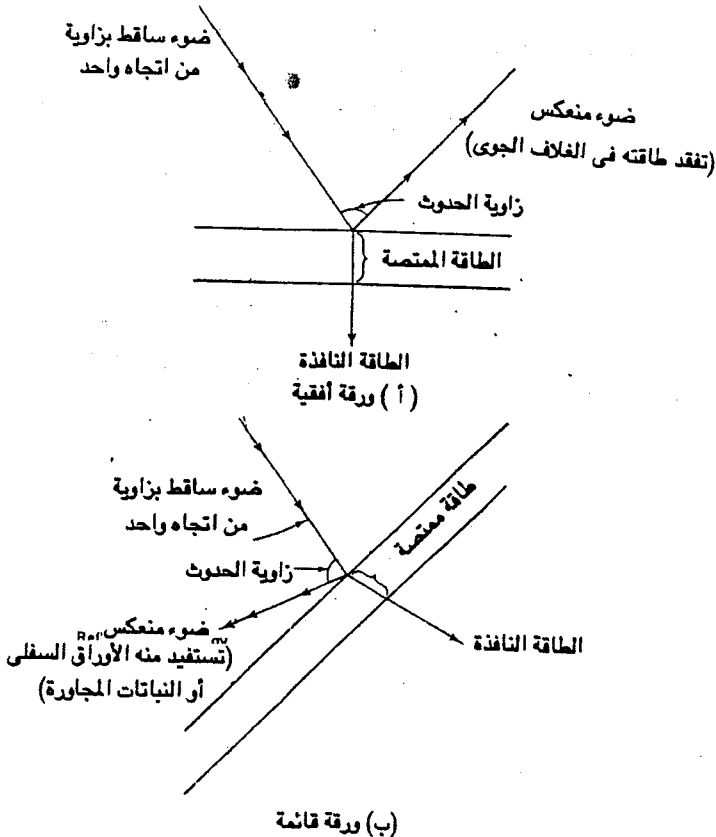 ضوء ساقط بزاوية
من اتجاه واحد
ضوء منعكس
(تفقد طاقته فى الغلاف الجوى)
زاوية الحدوث
الطاقة الممتصة
الطاقة النافذة
( أ ) ورقة أفقية
ضوء ساقط بزاوية
من اتجاه واحد
طاقة ممتصة
زاوية الحدوث
ضوء منعكس
(تستفيد منه الأوراق السفلى
أو النباتات المجاورة)
الطاقة النافذة
(ب) ورقة قائمة